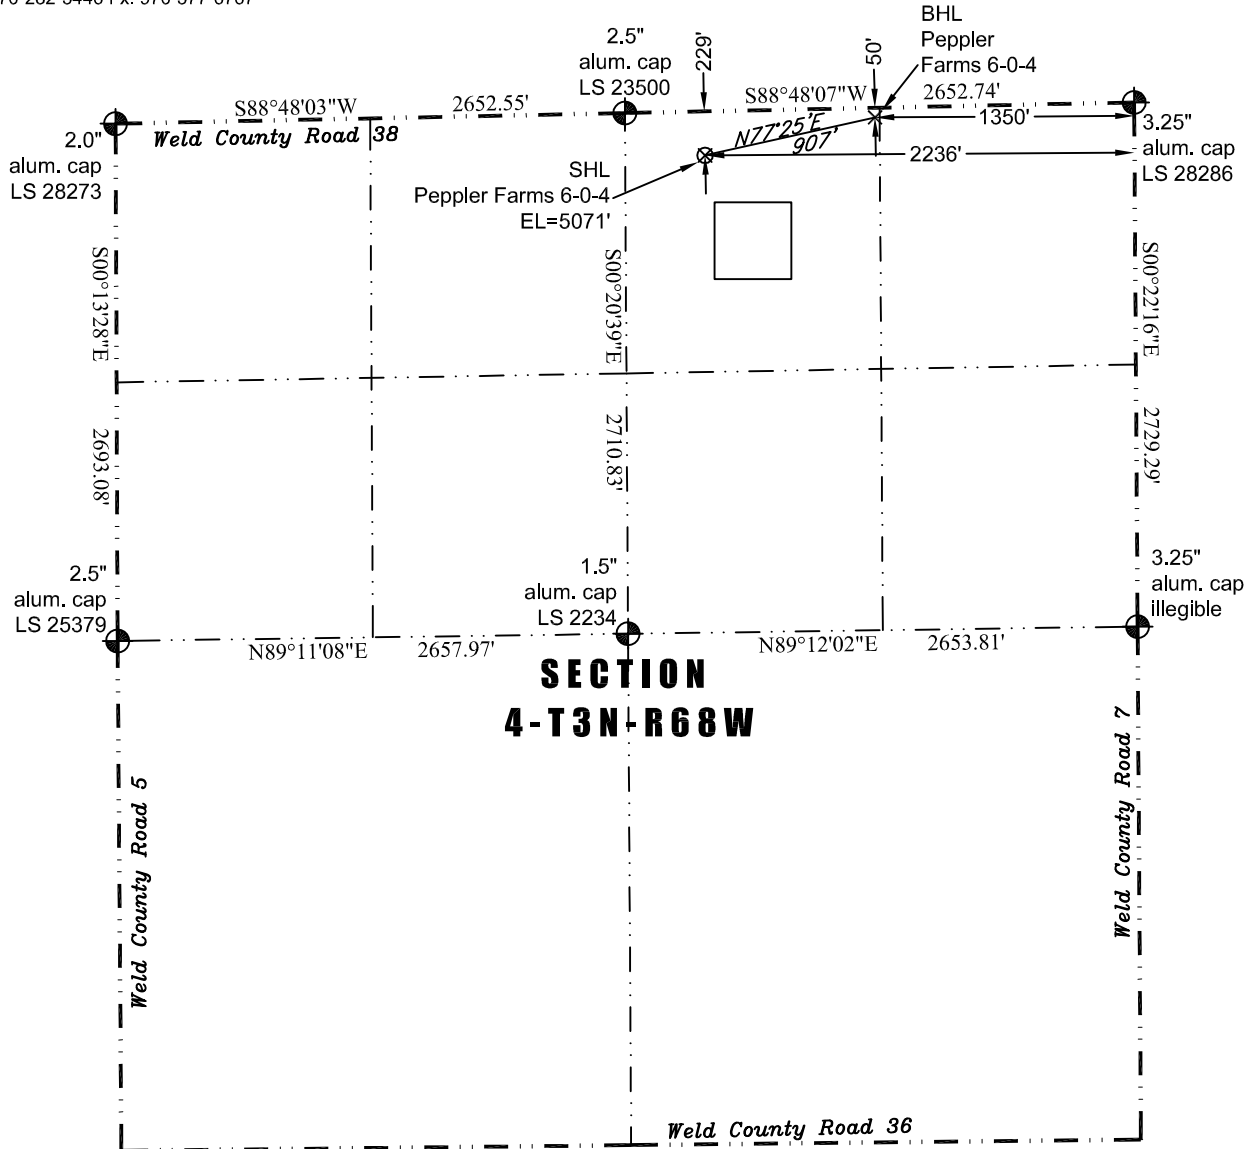 BHL
Peppler
Farms 6-0-4
2.5"
alum. cap
LS 23500
229'
50'
S88°48'03"W
2652.55'
S88°48'07"W
2652.74'
Weld County Road 38
2.0"
alum. cap
LS 28273
N77°25'E
907'
1350'
2236'
3.25"
alum. cap
LS 28286
SHL
Peppler Farms 6-0-4
EL=5071'
S00°13'28"E
S00°20'39"E
S00°22'16"E
2693.08'
2710.83'
2729.29'
2.5"
alum. cap
LS 25379
1.5"
alum. cap
LS 2234
3.25"
alum. cap
illegible
N89°11'08"E
2657.97'
N89°12'02"E
2653.81'
SECTION
4-T3N-R68W
Weld County Road 5
Weld County Road 7
Weld County Road 36